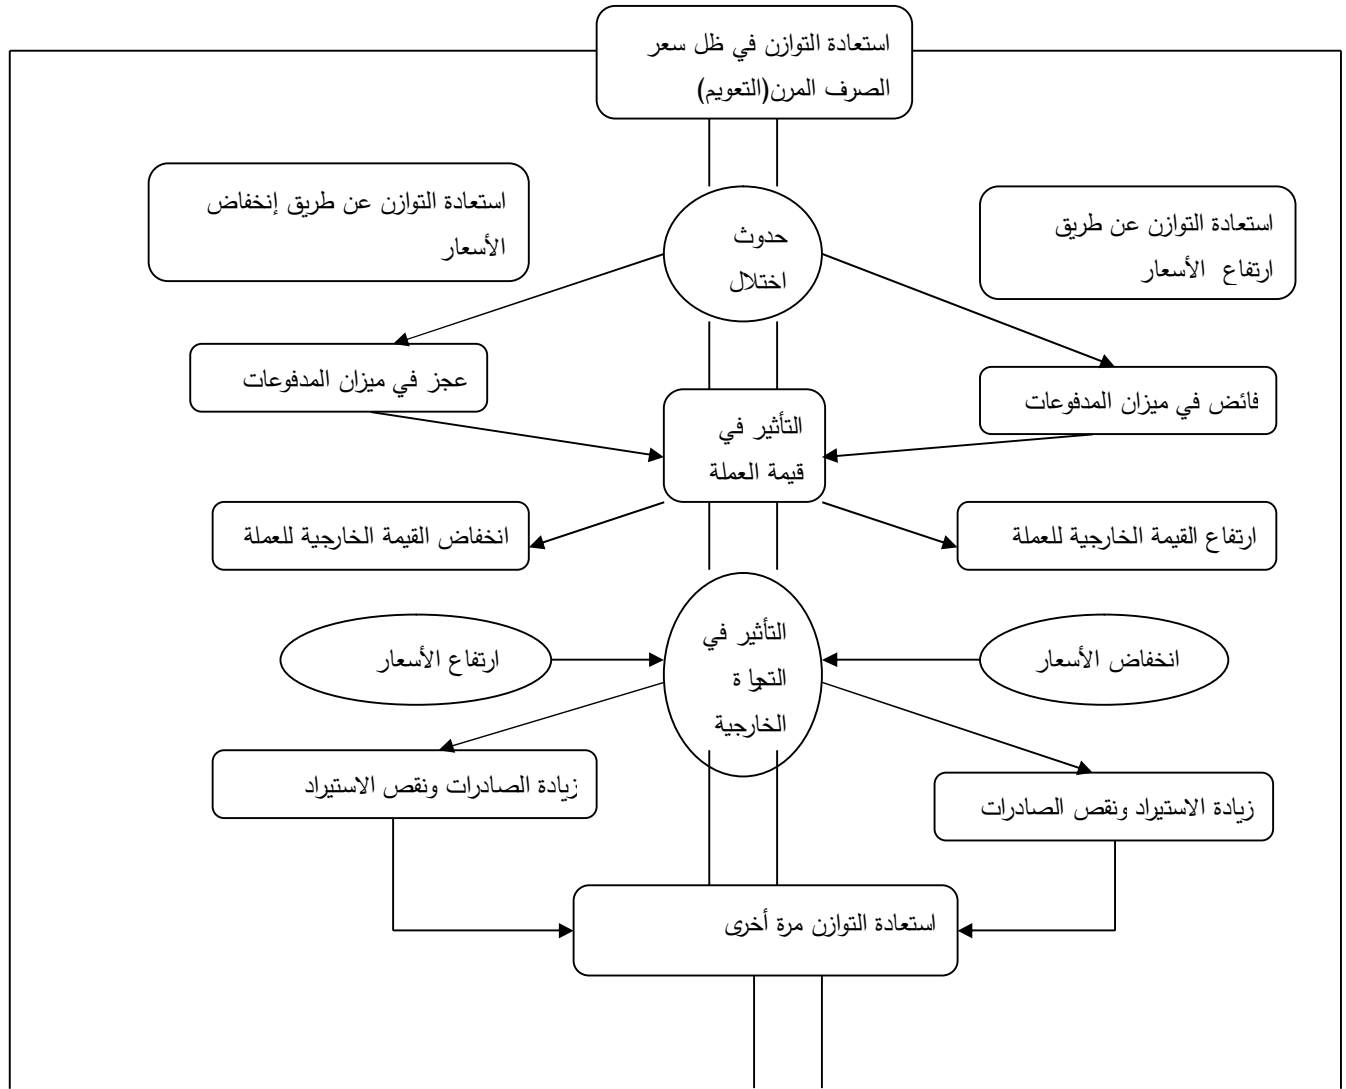 استعادة التوازن في ظل سعر
الصرف المرن(التعويم)
استعادة التوازن عن طريق
ارتفاع الأسعار
حدوث
اختلال
استعادة التوازن عن طريق إنخفاض
الأسعار
فائض في ميزان المدفوعات
عجز في ميزان المدفوعات
التأثير في
قيمة العملة
ارتفاع القيمة الخارجية للعملة
انخفاض القيمة الخارجية للعملة
انخفاض الأسعار
التأثير في
التجارة
الخارجية
ارتفاع الأسعار
زيادة الاستيراد ونقص الصادرات
زيادة الصادرات ونقص الاستيراد
استعادة التوازن مرة أخرى